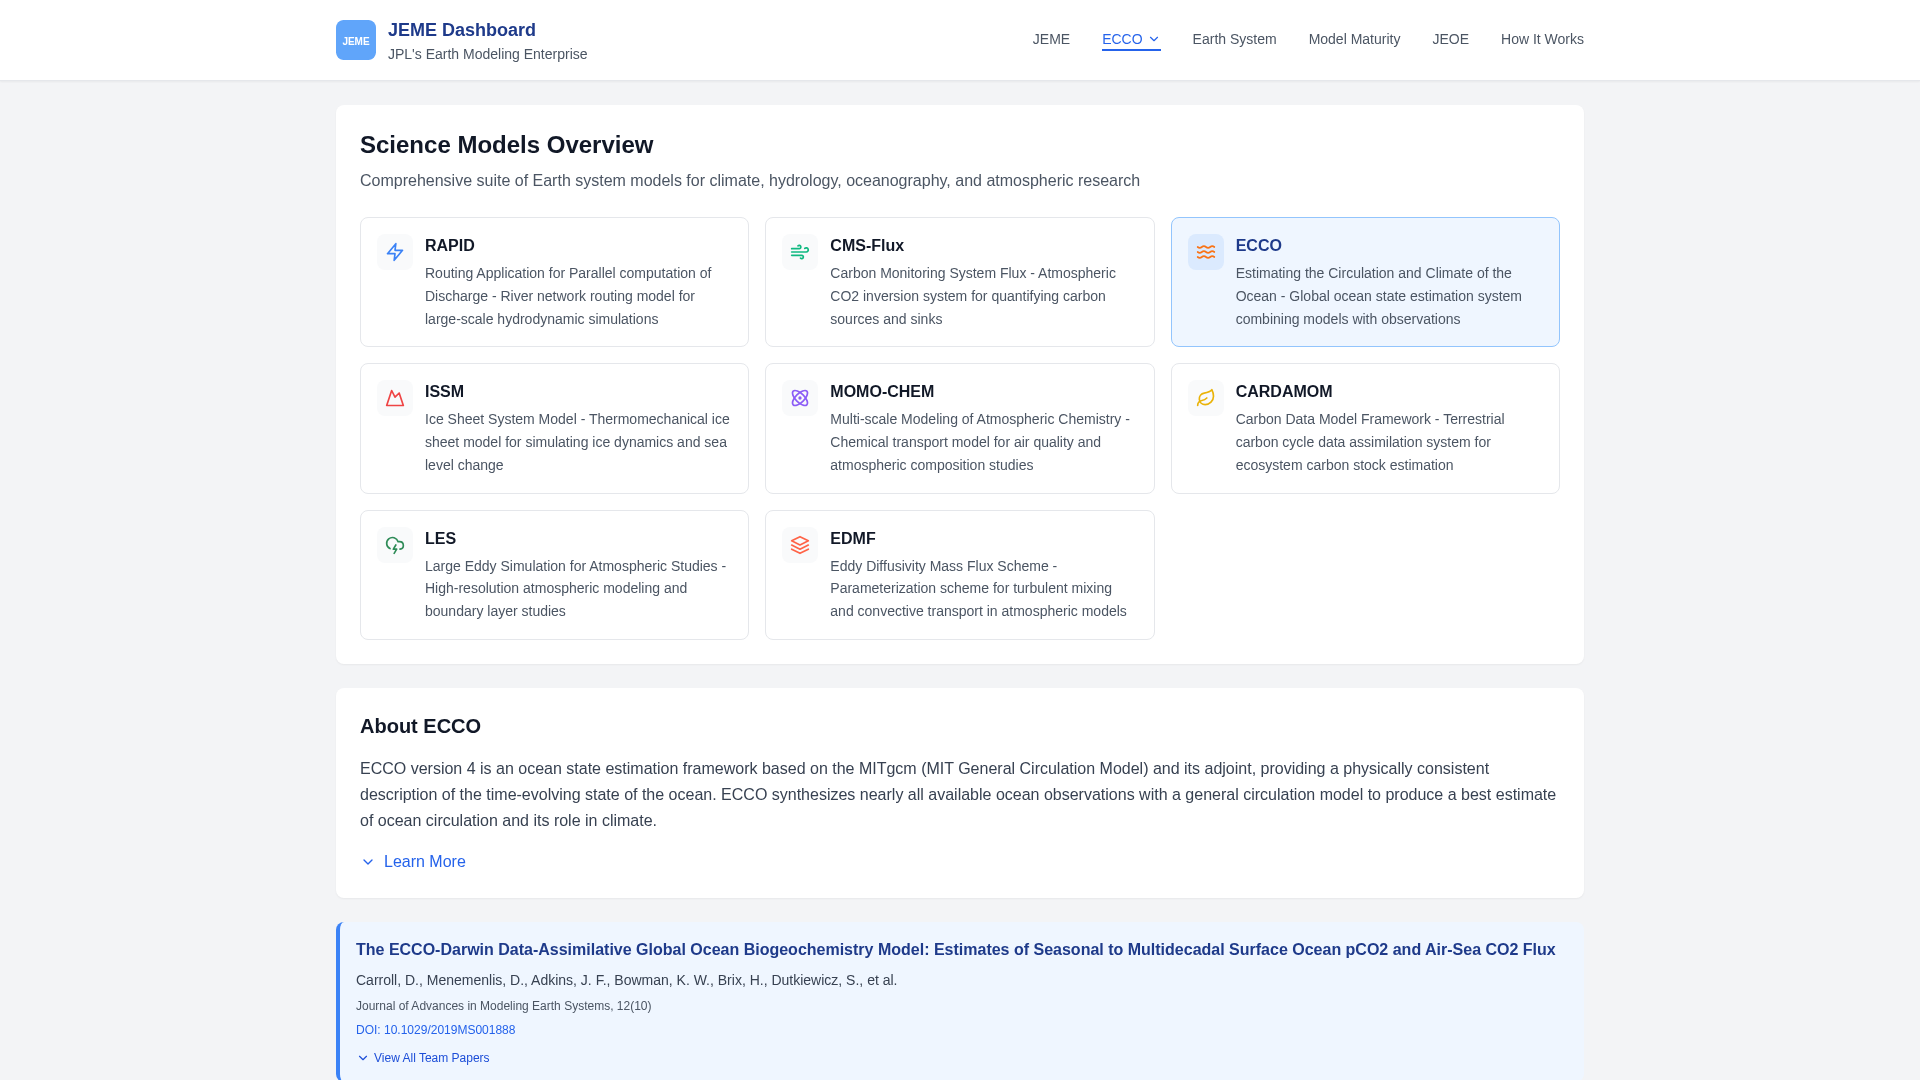 JEME
JEME Dashboard
JPL's Earth Modeling Enterprise
JEME
ECCO
Earth System
Model Maturity
JEOE
How It Works
Science Models Overview
Comprehensive suite of Earth system models for climate, hydrology, oceanography, and atmospheric research
RAPID
Routing Application for Parallel computation of
Discharge - River network routing model for
large-scale hydrodynamic simulations
CMS-Flux
Carbon Monitoring System Flux - Atmospheric
CO2 inversion system for quantifying carbon
sources and sinks
ECCO
Estimating the Circulation and Climate of the
Ocean - Global ocean state estimation system
combining models with observations
ISSM
Ice Sheet System Model - Thermomechanical ice
sheet model for simulating ice dynamics and sea
level change
MOMO-CHEM
Multi-scale Modeling of Atmospheric Chemistry -
Chemical transport model for air quality and
atmospheric composition studies
CARDAMOM
Carbon Data Model Framework - Terrestrial
carbon cycle data assimilation system for
ecosystem carbon stock estimation
LES
Large Eddy Simulation for Atmospheric Studies -
High-resolution atmospheric modeling and
boundary layer studies
EDMF
Eddy Diffusivity Mass Flux Scheme -
Parameterization scheme for turbulent mixing
and convective transport in atmospheric models
About ECCO
ECCO version 4 is an ocean state estimation framework based on the MITgcm (MIT General Circulation Model) and its adjoint, providing a physically consistent
description of the time-evolving state of the ocean. ECCO synthesizes nearly all available ocean observations with a general circulation model to produce a best estimate
of ocean circulation and its role in climate.
Learn More
The ECCO-Darwin Data-Assimilative Global Ocean Biogeochemistry Model: Estimates of Seasonal to Multidecadal Surface Ocean pCO2 and Air-Sea CO2 Flux
Carroll, D., Menemenlis, D., Adkins, J. F., Bowman, K. W., Brix, H., Dutkiewicz, S., et al.
Journal of Advances in Modeling Earth Systems, 12(10)
DOI: 10.1029/2019MS001888
View All Team Papers